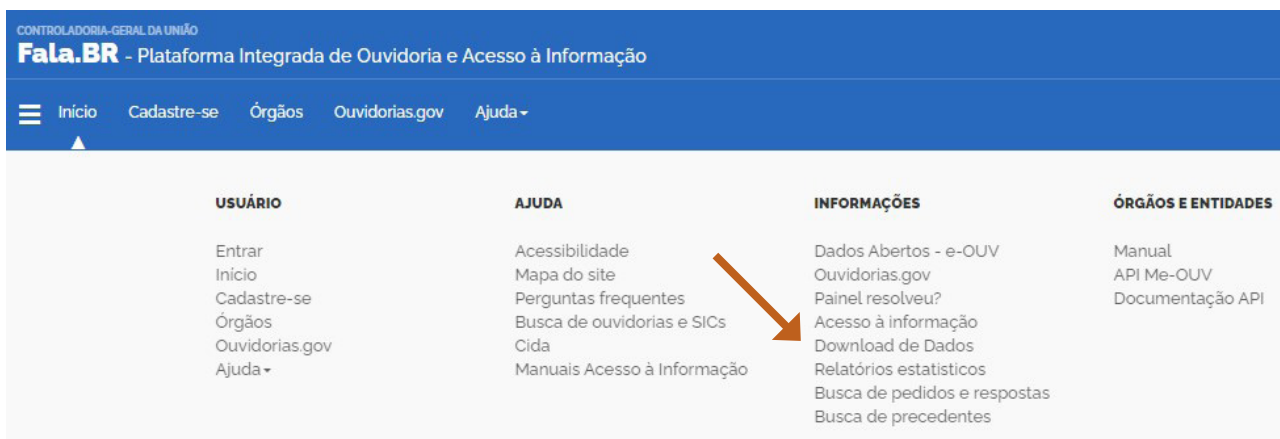 CONTROLADORIA-GERAL DA UNIÃO
Fala.BR - Plataforma Integrada de Ouvidoria e Acesso à Informação
Início Cadastre-se Órgãos Ouvidorias.gov Ajuda
USUÁRIO
Entrar
Início
Cadastre-se
Órgãos
Ouvidorias.gov
Ajuda
AJUDA
Acessibilidade
Mapa do site
Perguntas frequentes
Busca de ouvidorias e SICs
Cida
Manuais Acesso à Informação
INFORMAÇÕES
Dados Abertos - e-OUV
Ouvidorias.gov
Painel resolveu?
Acesso à informação
Download de Dados
Relatórios estatísticos
Busca de pedidos e respostas
Busca de precedentes
ÓRGÃOS E ENTIDADES
Manual
API Me-OUV
Documentação API